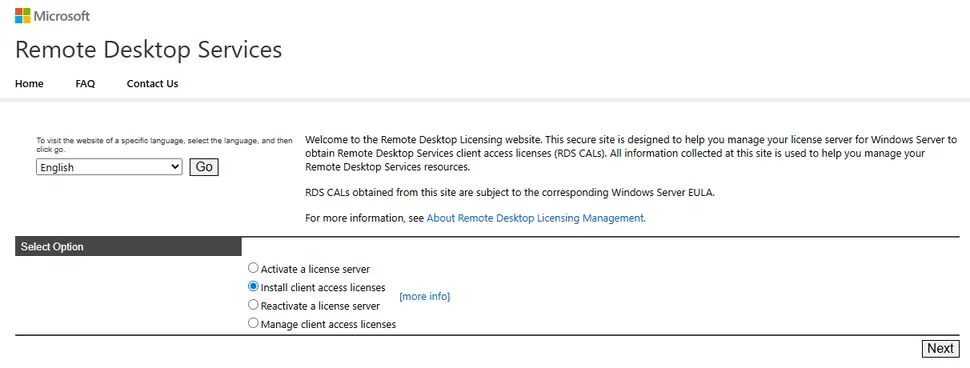 Microsoft
Remote Desktop Services
Home FAQ Contact Us
To visit the website of a specific language, select the language, and then
click go.
English Go
Welcome to the Remote Desktop Licensing website. This secure site is designed to help you manage your license server for Windows Server to
obtain Remote Desktop Services client access licenses (RDS CALs). All information collected at this site is used to help you manage your
Remote Desktop Services resources.
RDS CALs obtained from this site are subject to the corresponding Windows Server EULA.
For more information, see About Remote Desktop Licensing Management.
Select Option
Activate a license server
Install client access licenses
[more info]
Reactivate a license server
Manage client access licenses
Next